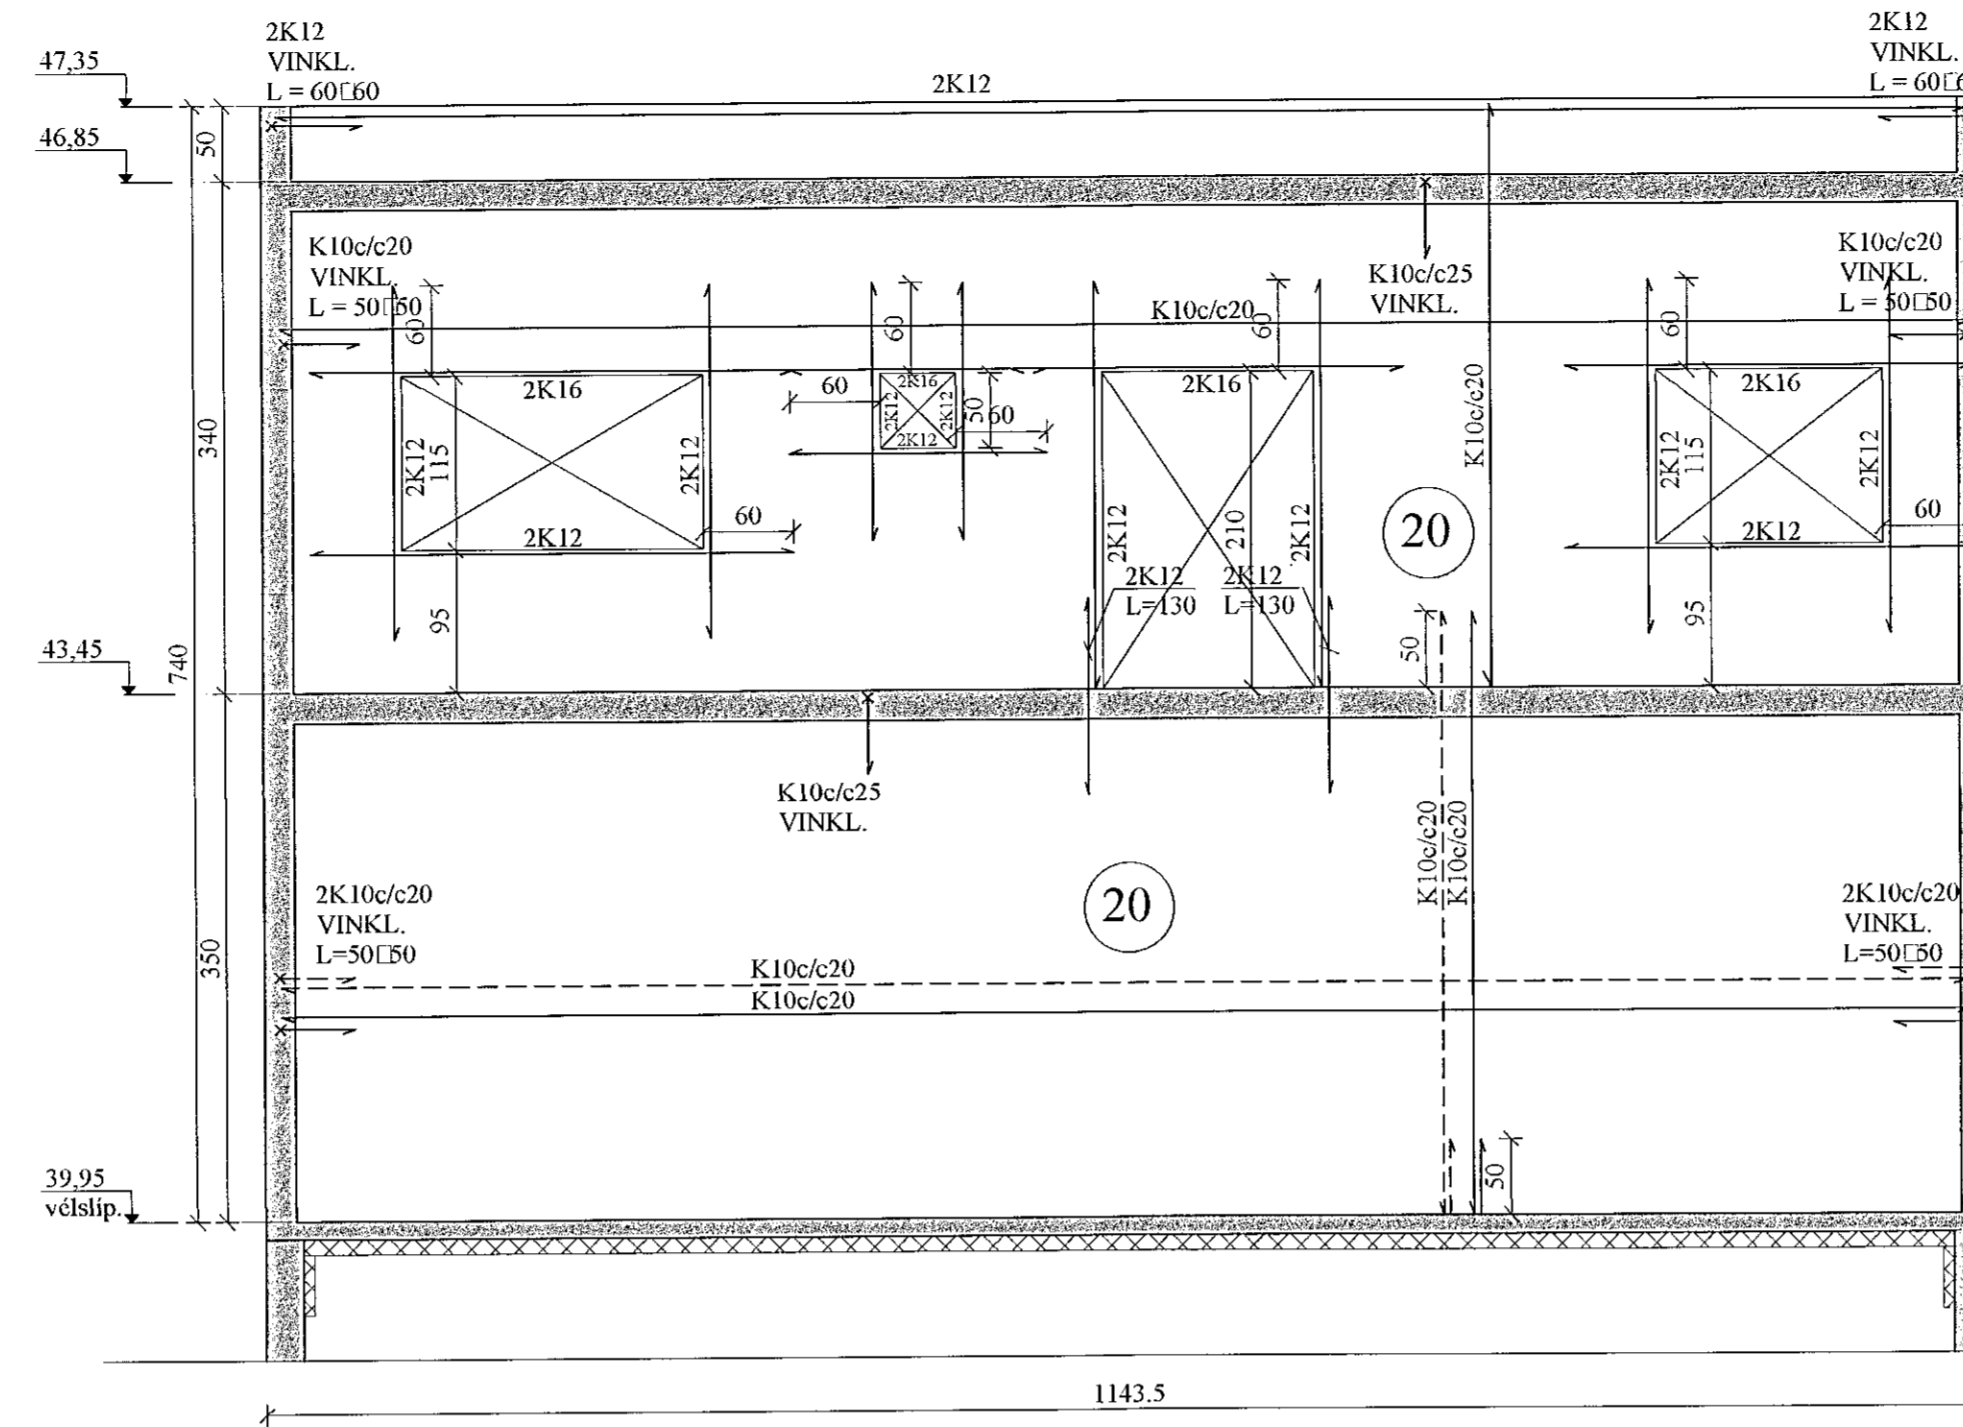 2K12
VINKL.
L = 60□60
2K12
VINKL.
L = 60□6
47,35
2K12
46,85
50
K10c/c20
VINKL.
L = 50□50
K10c/c25
VINKL.
K10c/c20
VINKL.
L = 50□50
60
60
K10c/c20
60
60
2K16
60
2K16
2K12
2K12
2K12
50
60
2K16
K10c/c20
2K16
340
2K12
115
2K12
2K12
60
2K12
210
2K12
20
2K12
115
2K12
2K12
60
2K12
L=130
2K12
L=130
95
50
95
43,45
740
K10c/c25
VINKL.
K10c/c20
K10c/c20
20
2K10c/c20
VINKL.
L=50□50
2K10c/c20
VINKL.
L=50□50
350
K10c/c20
K10c/c20
39,95
vélslíp.
50
1143.5